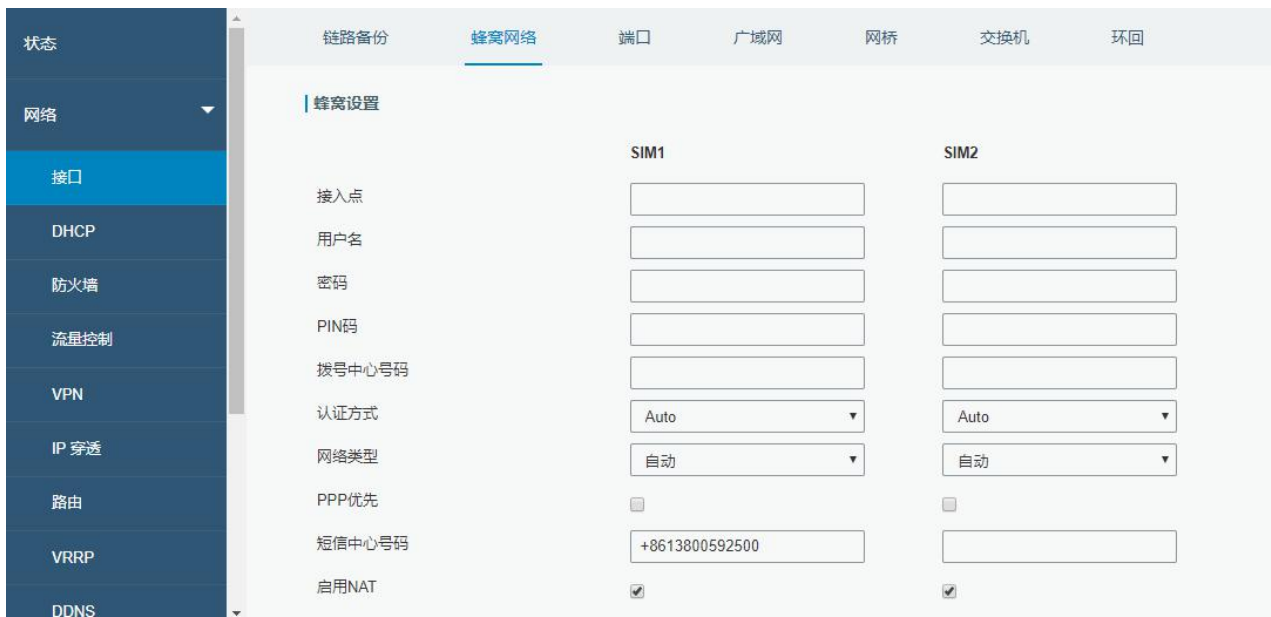 状态
网络
接口
DHCP
防火墙
流量控制
VPN
IP 穿透
路由
VRRP
DDNS
链路备份 蜂窝网络 端口 广域网 网桥 交换机 环回
蜂窝设置
SIM1 SIM2
接入点
用户名
密码
PIN码
拨号中心号码
认证方式 Auto Auto
网络类型 自动 自动
PPP优先
短信中心号码 +8613800592500
启用NAT